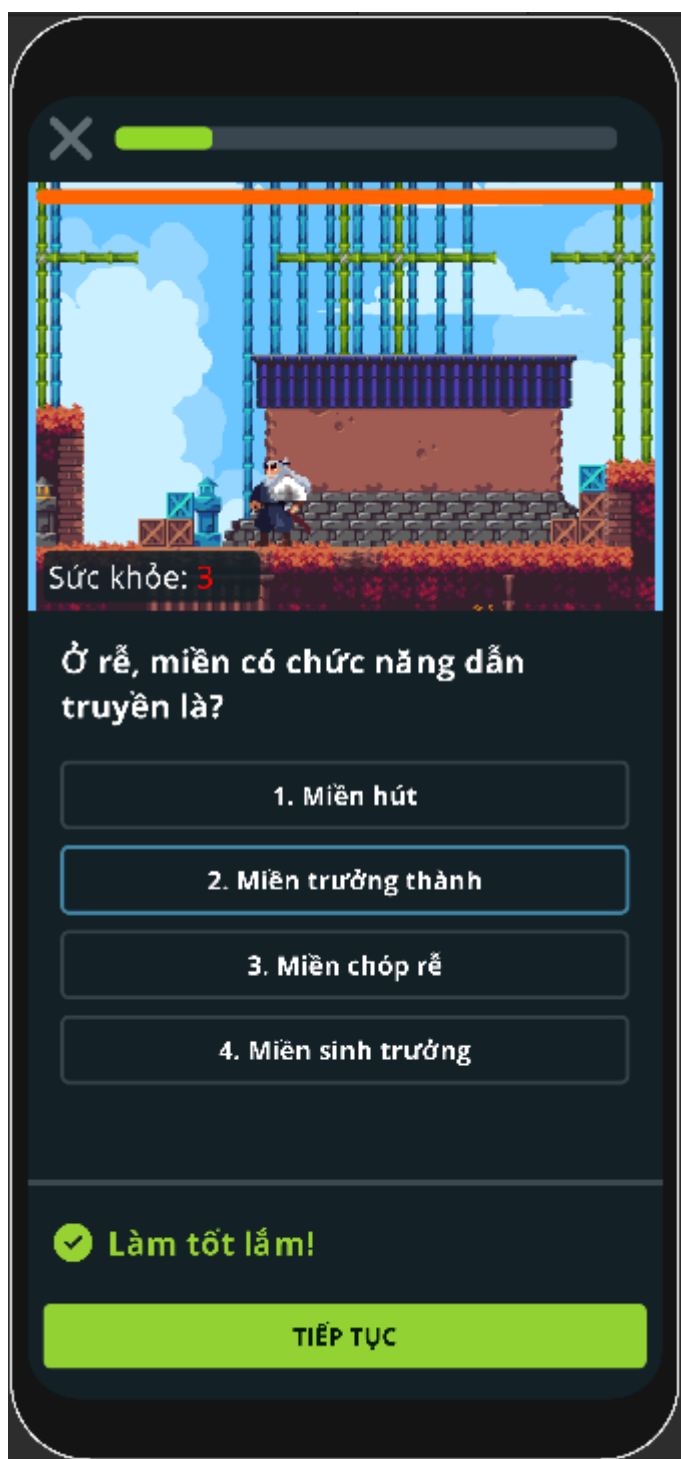 Sức khỏe: 3
Ở rễ, miền có chức năng dẫn
truyền là?
1. Miền hút
2. Miền trưởng thành
3. Miền chóp rễ
4. Miền sinh trưởng
Làm tốt lắm!
TIẾP TỤC